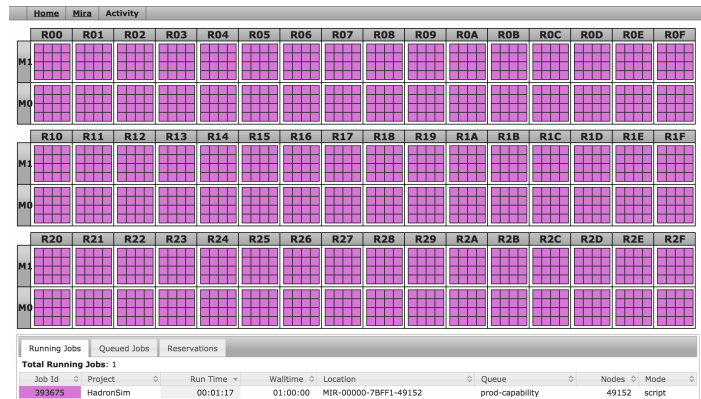 Home Mira Activity
R00 R01 R02 R03 R04 R05 R06 R07 R08 R09 R0A R0B R0C R0D R0E R0F
M1
M0
R10 R11 R12 R13 R14 R15 R16 R17 R18 R19 R1A R1B R1C R1D R1E R1F
M1
M0
R20 R21 R22 R23 R24 R25 R26 R27 R28 R29 R2A R2B R2C R2D R2E R2F
M1
M0
Running Jobs Queued Jobs Reservations
Total Running Jobs: 1
Job Id Project Run Time Walltime Location Queue Nodes Mode
393675 HadronSim 00:01:17 01:00:00 MIR-00000-7BFF1-49152 prod-capability 49152 script